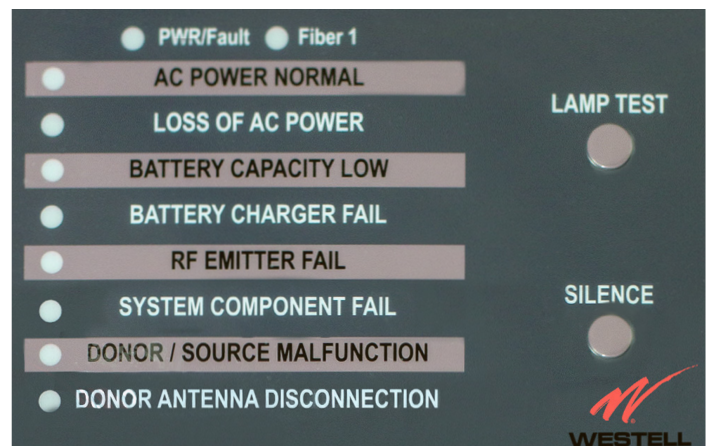 PWR/Fault Fiber 1
AC POWER NORMAL
LOSS OF AC POWER
BATTERY CAPACITY LOW
BATTERY CHARGER FAIL
RF EMITTER FAIL
SYSTEM COMPONENT FAIL
DONOR / SOURCE MALFUNCTION
DONOR ANTENNA DISCONNECTION
LAMP TEST
SILENCE
WESTELL